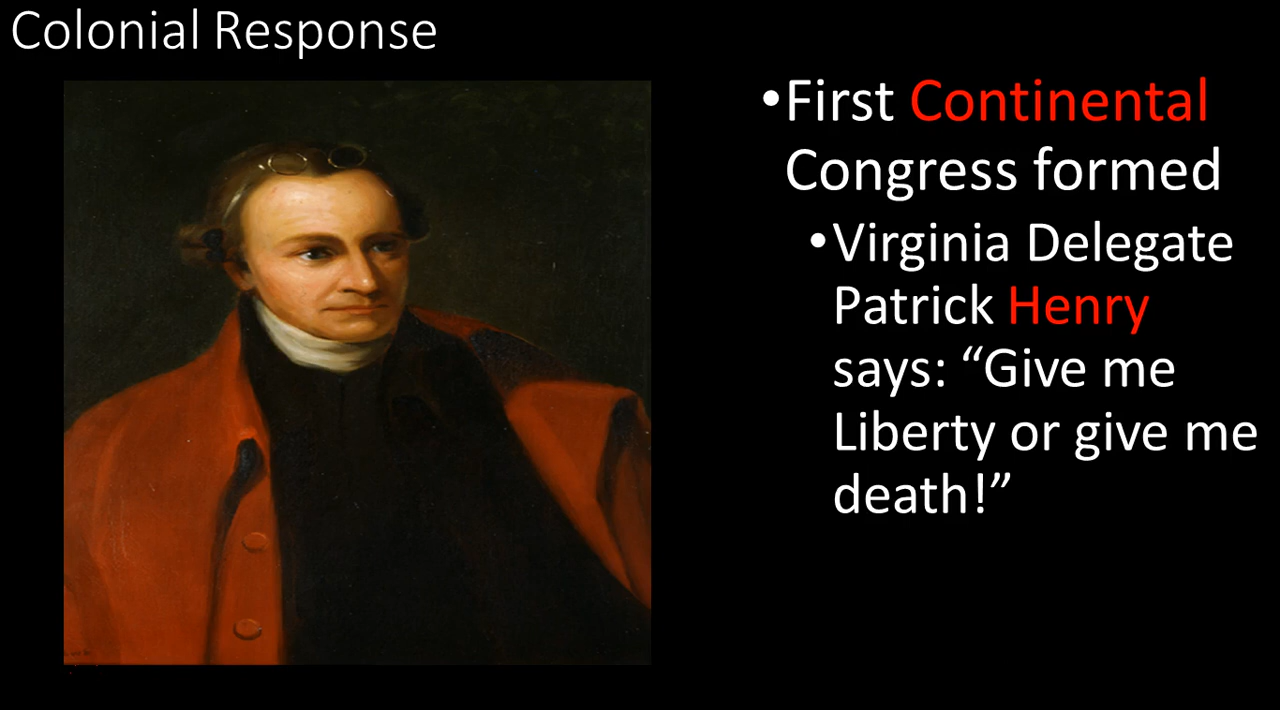 Colonial Response
•First Continental
Congress formed
•Virginia Delegate
Patrick Henry
says: “Give me
Liberty or give me
death!”